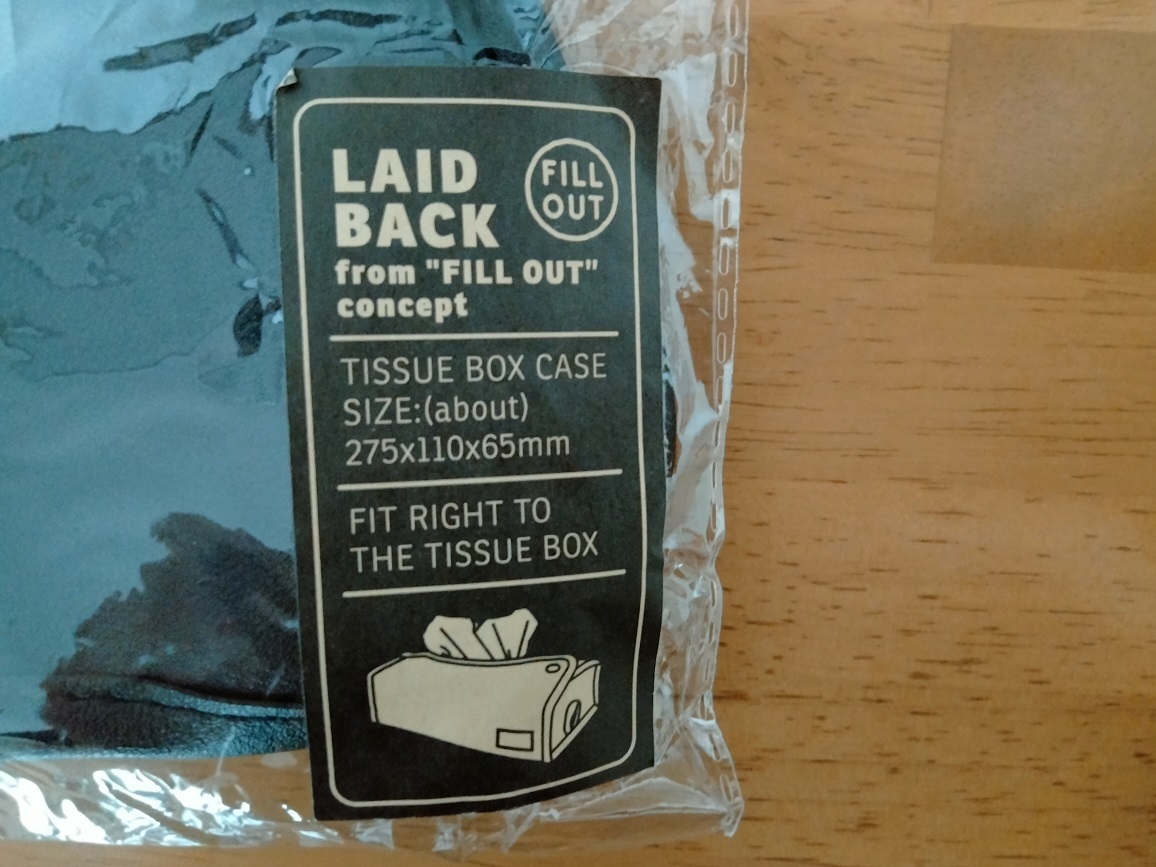 LAID
BACK
FILL
OUT
from "FILL OUT"
concept
TISSUE BOX CASE
SIZE:(about)
275x110x65mm
FIT RIGHT TO
THE TISSUE BOX